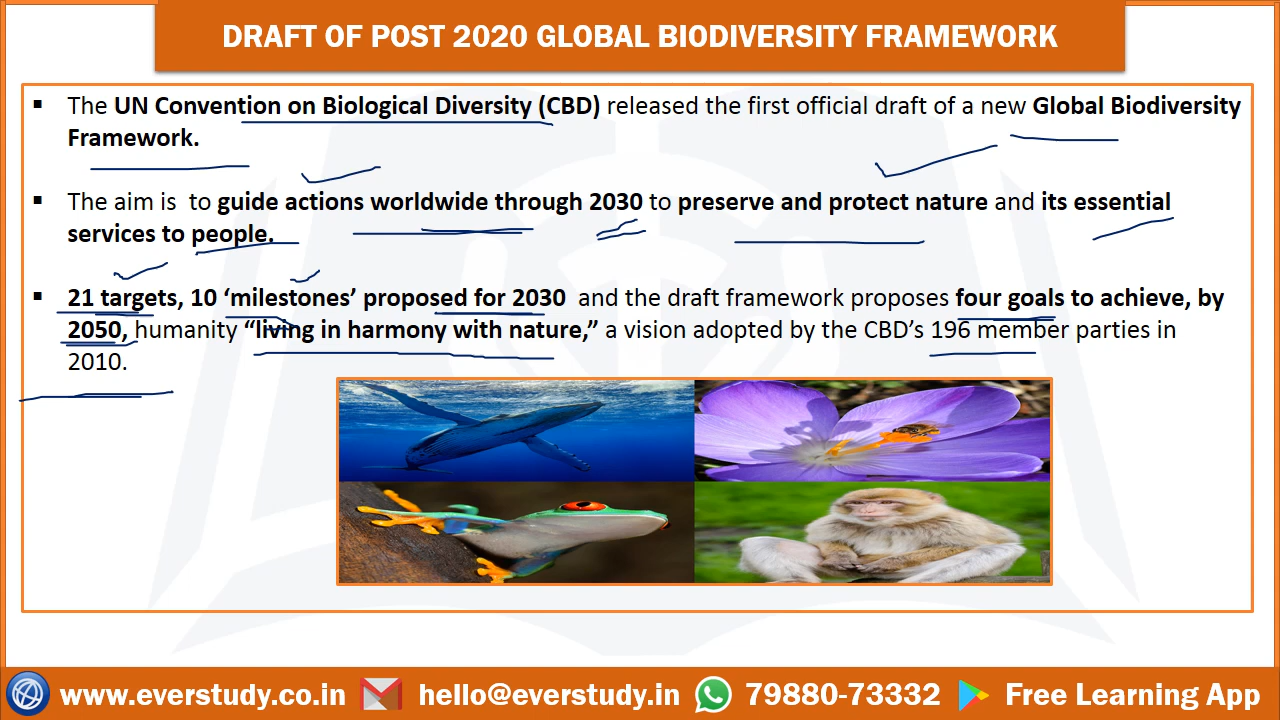 DRAFT OF POST 2020 GLOBAL BIODIVERSITY FRAMEWORK
▪ The UN Convention on Biological Diversity (CBD) released the first official draft of a new Global Biodiversity
Framework.
▪ The aim is to guide actions worldwide through 2030 to preserve and protect nature and its essential
services to people.
▪ 21 targets, 10 ‘milestones’ proposed for 2030 and the draft framework proposes four goals to achieve, by
2050, humanity “living in harmony with nature,” a vision adopted by the CBD’s 196 member parties in
2010.
www.everstudy.co.in hello@everstudy.in 79880-73332 Free Learning App